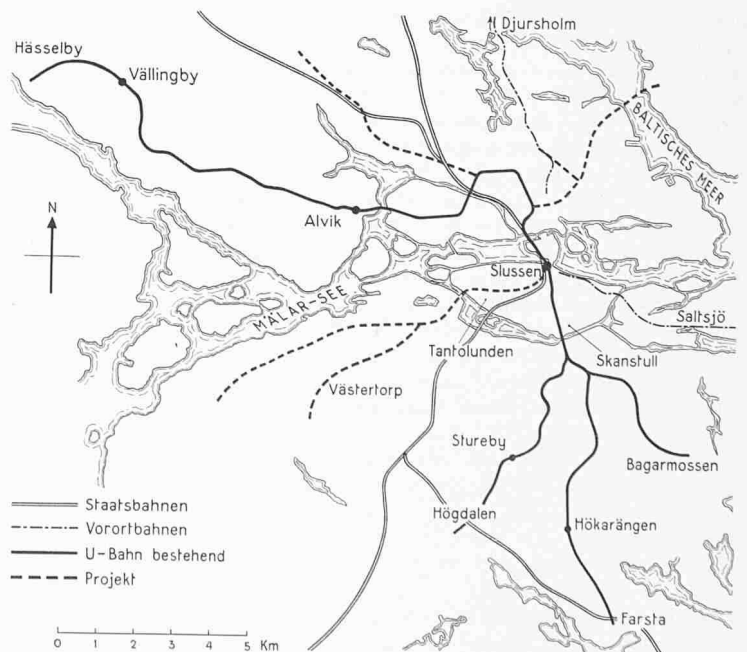 Djursholm
Hässelby
Vällingby
BALTISCHES MEER
N
Alvik
Slussen
MÄLAR-SEE
Saltsjö
Tantolunden
Skanstull
Västertorp
Stureby
Bagarmossen
Staatsbahnen
Högdalen
Vorortbahnen
Hökarängen
U-Bahn bestehend
Projekt
Farsta
0 1 2 3 4 5 Km